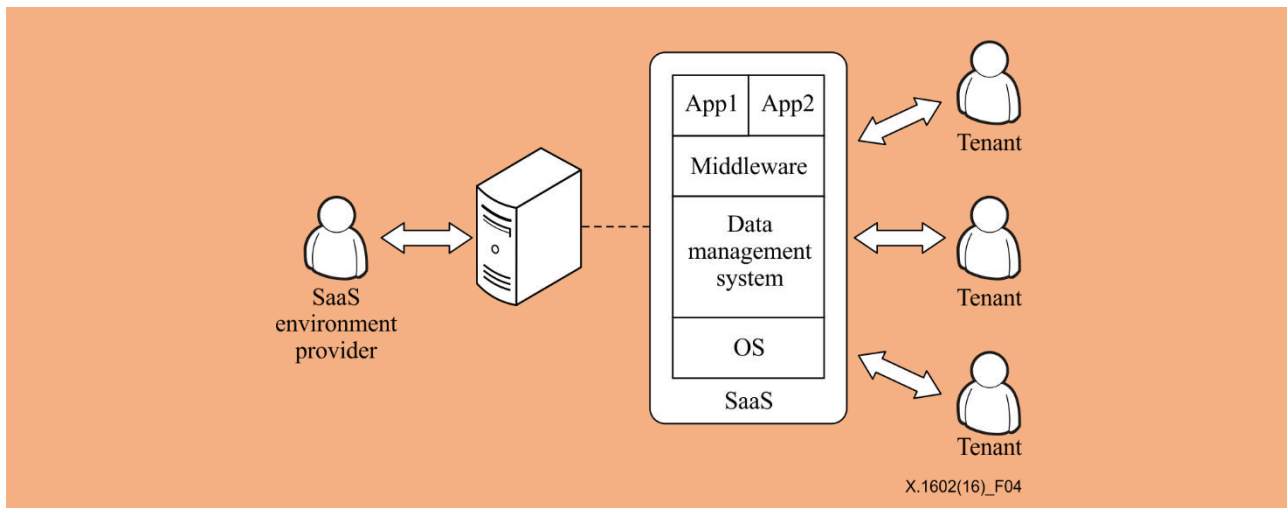 SaaS
environment
provider
App1
App2
Middleware
Data
management
system
OS
SaaS
Tenant
Tenant
Tenant
X.1602(16)_F04